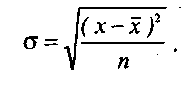 σ = √((x − x̄)² / n) .